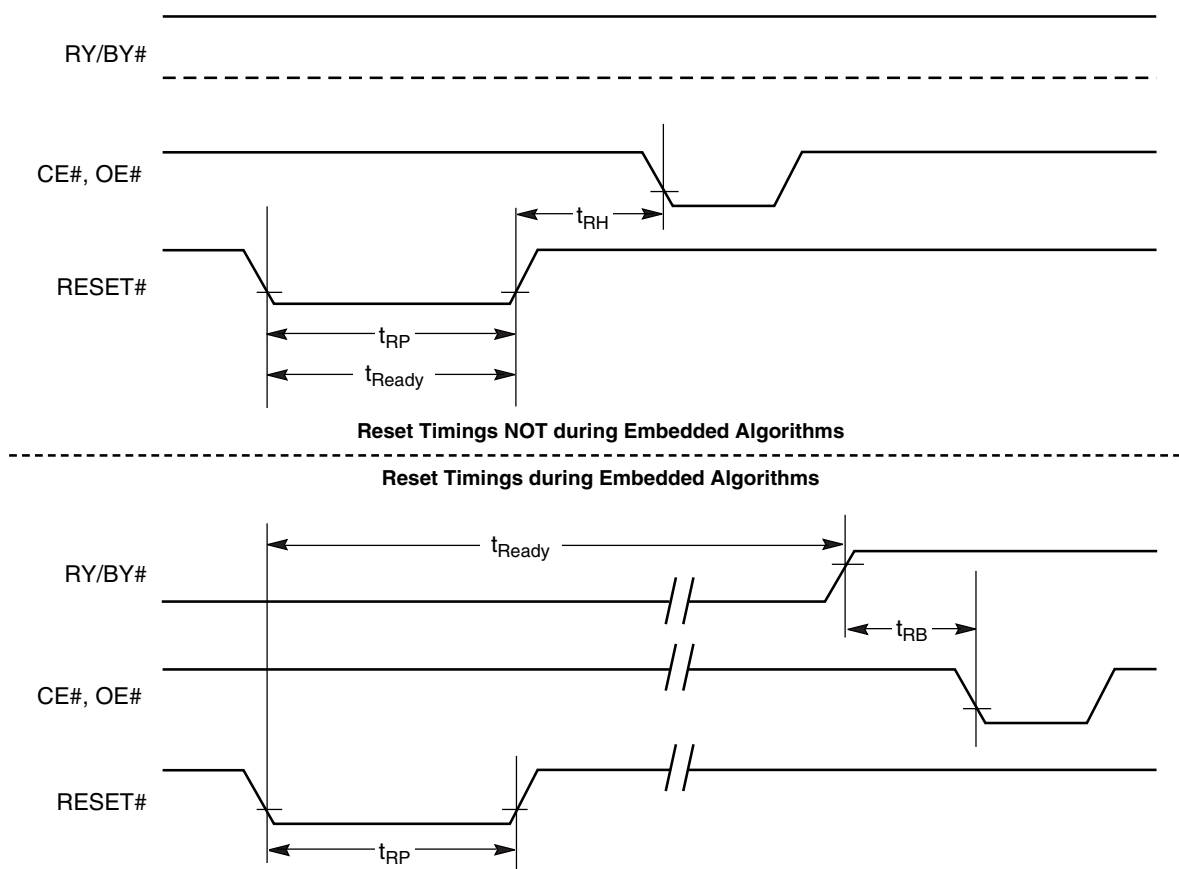 RY/BY#
CE#, OE#
tRH
RESET#
tRP
tReady
Reset Timings NOT during Embedded Algorithms
Reset Timings during Embedded Algorithms
tReady
RY/BY#
tRB
CE#, OE#
RESET#
tRP